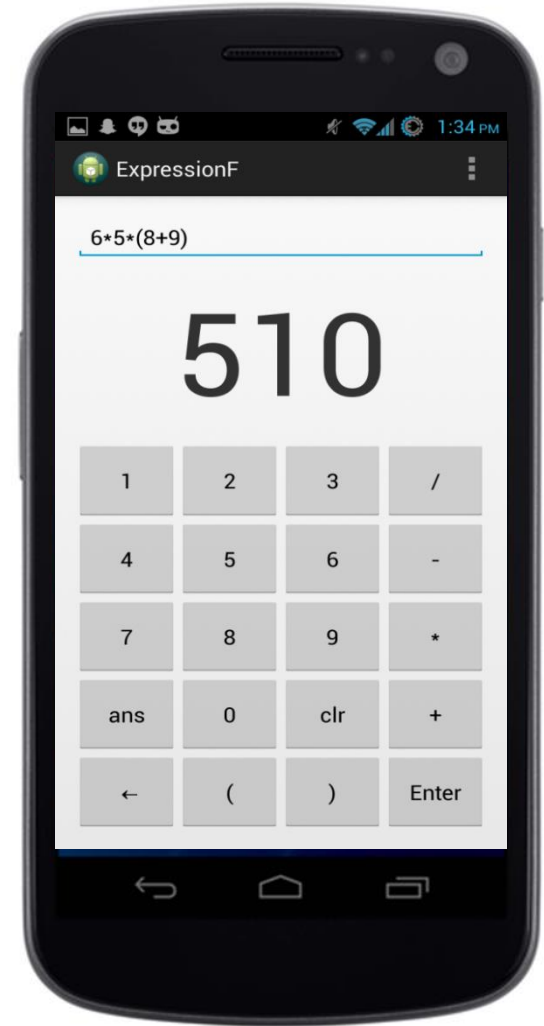 1:34 PM
ExpressionF
6*5*(8+9)
510
1 2 3 /
4 5 6 -
7 8 9 *
ans 0 clr +
← ( ) Enter